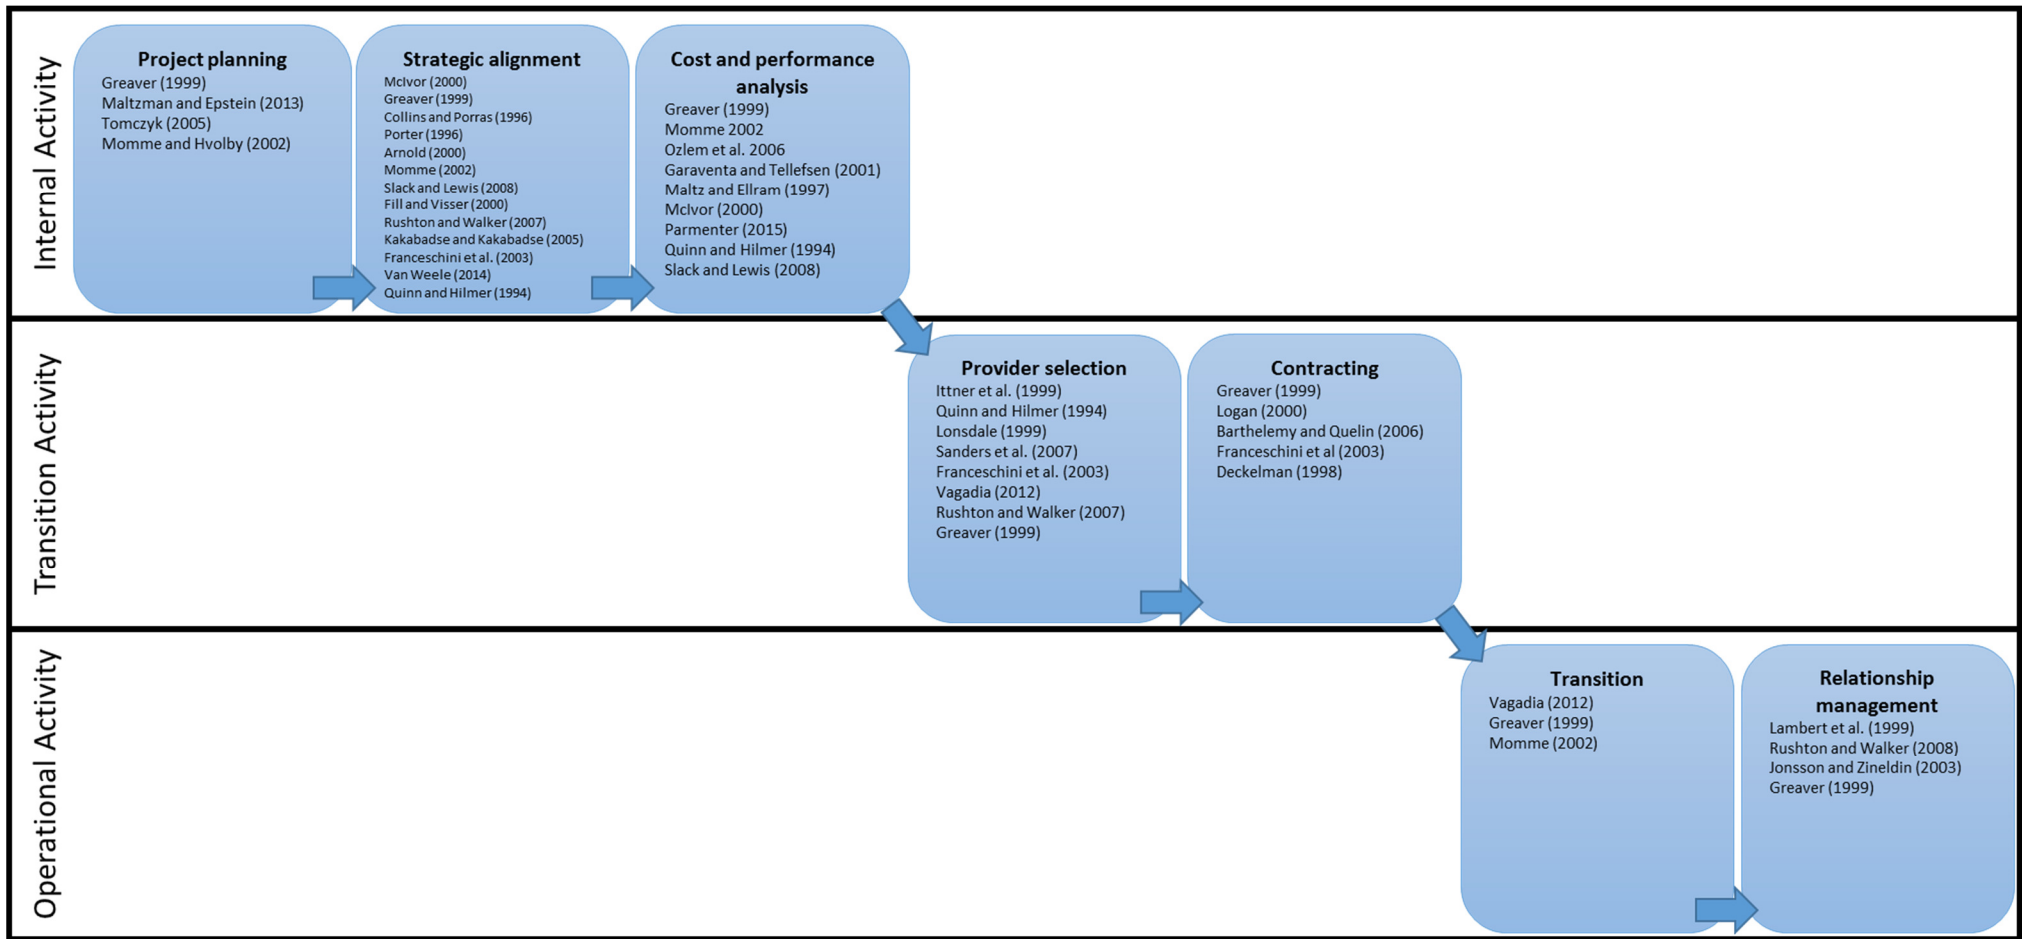 Internal Activity
Project planning
Greaver (1999)
Maltzman and Epstein (2013)
Tomczyk (2005)
Momme and Hvolby (2002)
Strategic alignment
McIvor (2000)
Greaver (1999)
Collins and Porras (1996)
Porter (1996)
Arnold (2000)
Momme (2002)
Slack and Lewis (2008)
Fill and Visser (2000)
Rushton and Walker (2007)
Kakabadse and Kakabadse (2005)
Franceschini et al. (2003)
Van Weele (2014)
Quinn and Hilmer (1994)
Cost and performance
analysis
Greaver (1999)
Momme 2002
Ozlem et al. 2006
Garaventa and Tellefsen (2001)
Maltz and Ellram (1997)
McIvor (2000)
Parmenter (2015)
Quinn and Hilmer (1994)
Slack and Lewis (2008)
Transition Activity
Provider selection
Ittner et al. (1999)
Quinn and Hilmer (1994)
Lonsdale (1999)
Sanders et al. (2007)
Franceschini et al. (2003)
Vagadia (2012)
Rushton and Walker (2007)
Greaver (1999)
Contracting
Greaver (1999)
Logan (2000)
Barthelemy and Quelin (2006)
Franceschini et al (2003)
Deckelman (1998)
Operational Activity
Transition
Vagadia (2012)
Greaver (1999)
Momme (2002)
Relationship
management
Lambert et al. (1999)
Rushton and Walker (2008)
Jonsson and Zineldin (2003)
Greaver (1999)